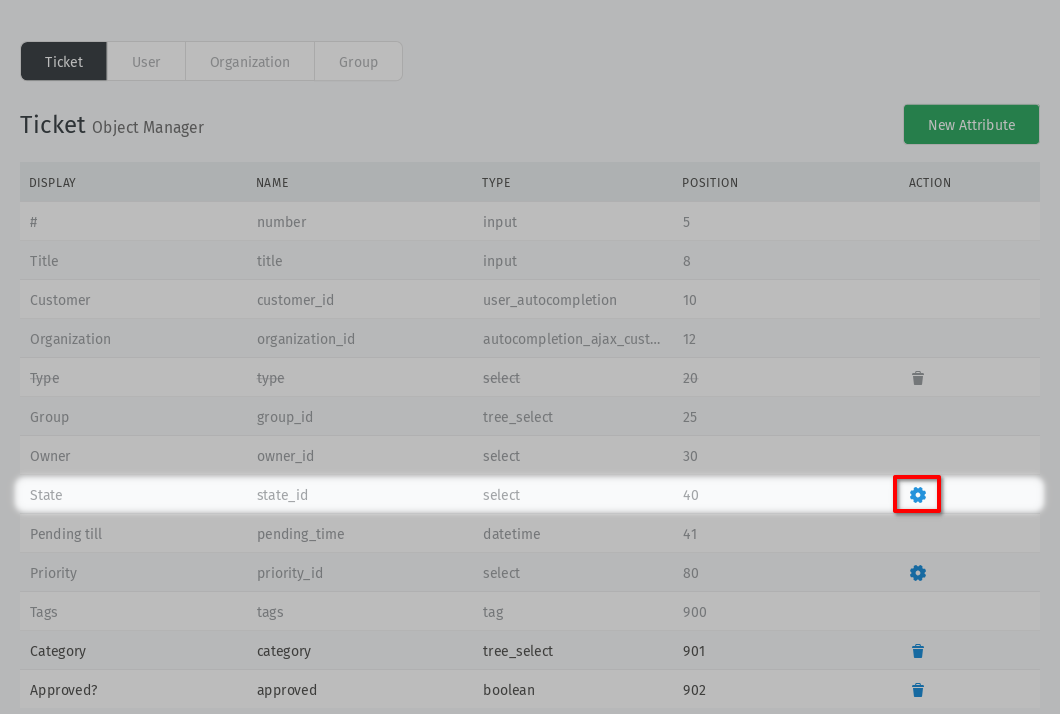 Ticket User Organization Group
Ticket Object Manager New Attribute
DISPLAY NAME TYPE POSITION ACTION
# number input 5
Title title input 8
Customer customer_id user_autocompletion 10
Organization organization_id autocompletion_ajax_cust... 12
Type type select 20
Group group_id tree_select 25
Owner owner_id select 30
State state_id select 40
Pending till pending_time datetime 41
Priority priority_id select 80
Tags tags tag 900
Category category tree_select 901
Approved? approved boolean 902